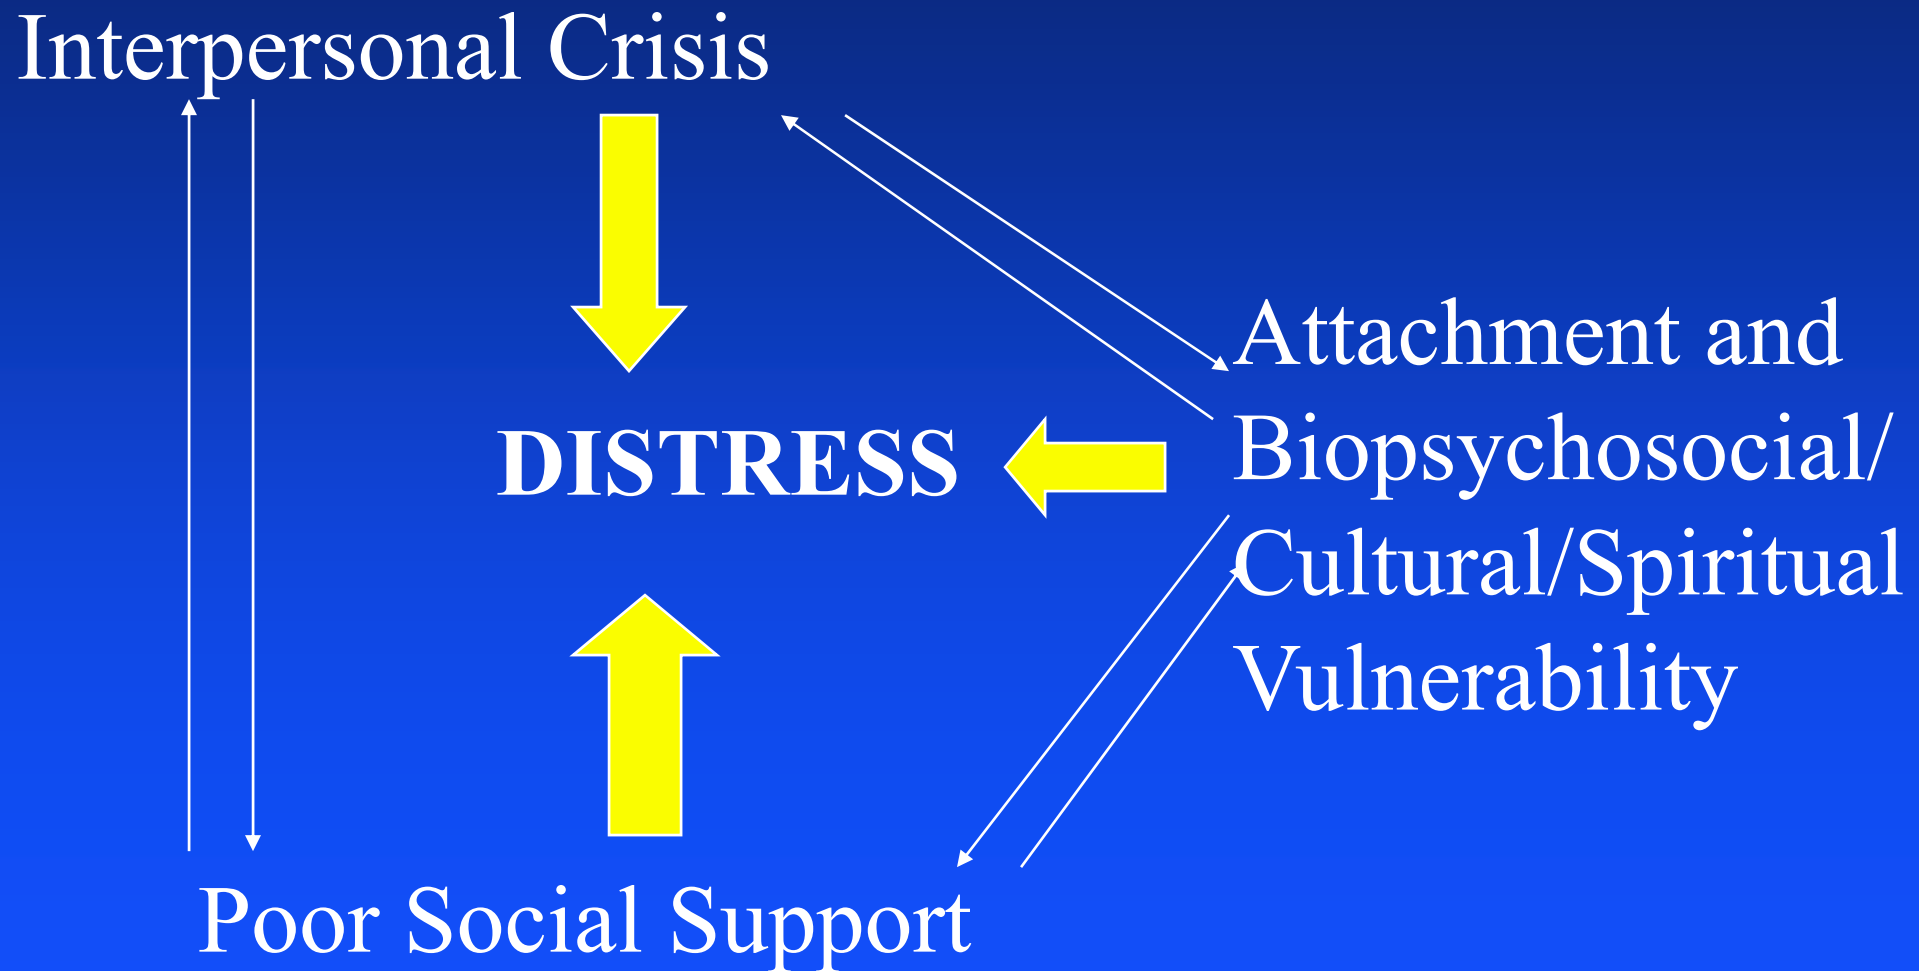 Interpersonal Crisis
DISTRESS
Attachment and
Biopsychosocial/
Cultural/Spiritual
Vulnerability
Poor Social Support